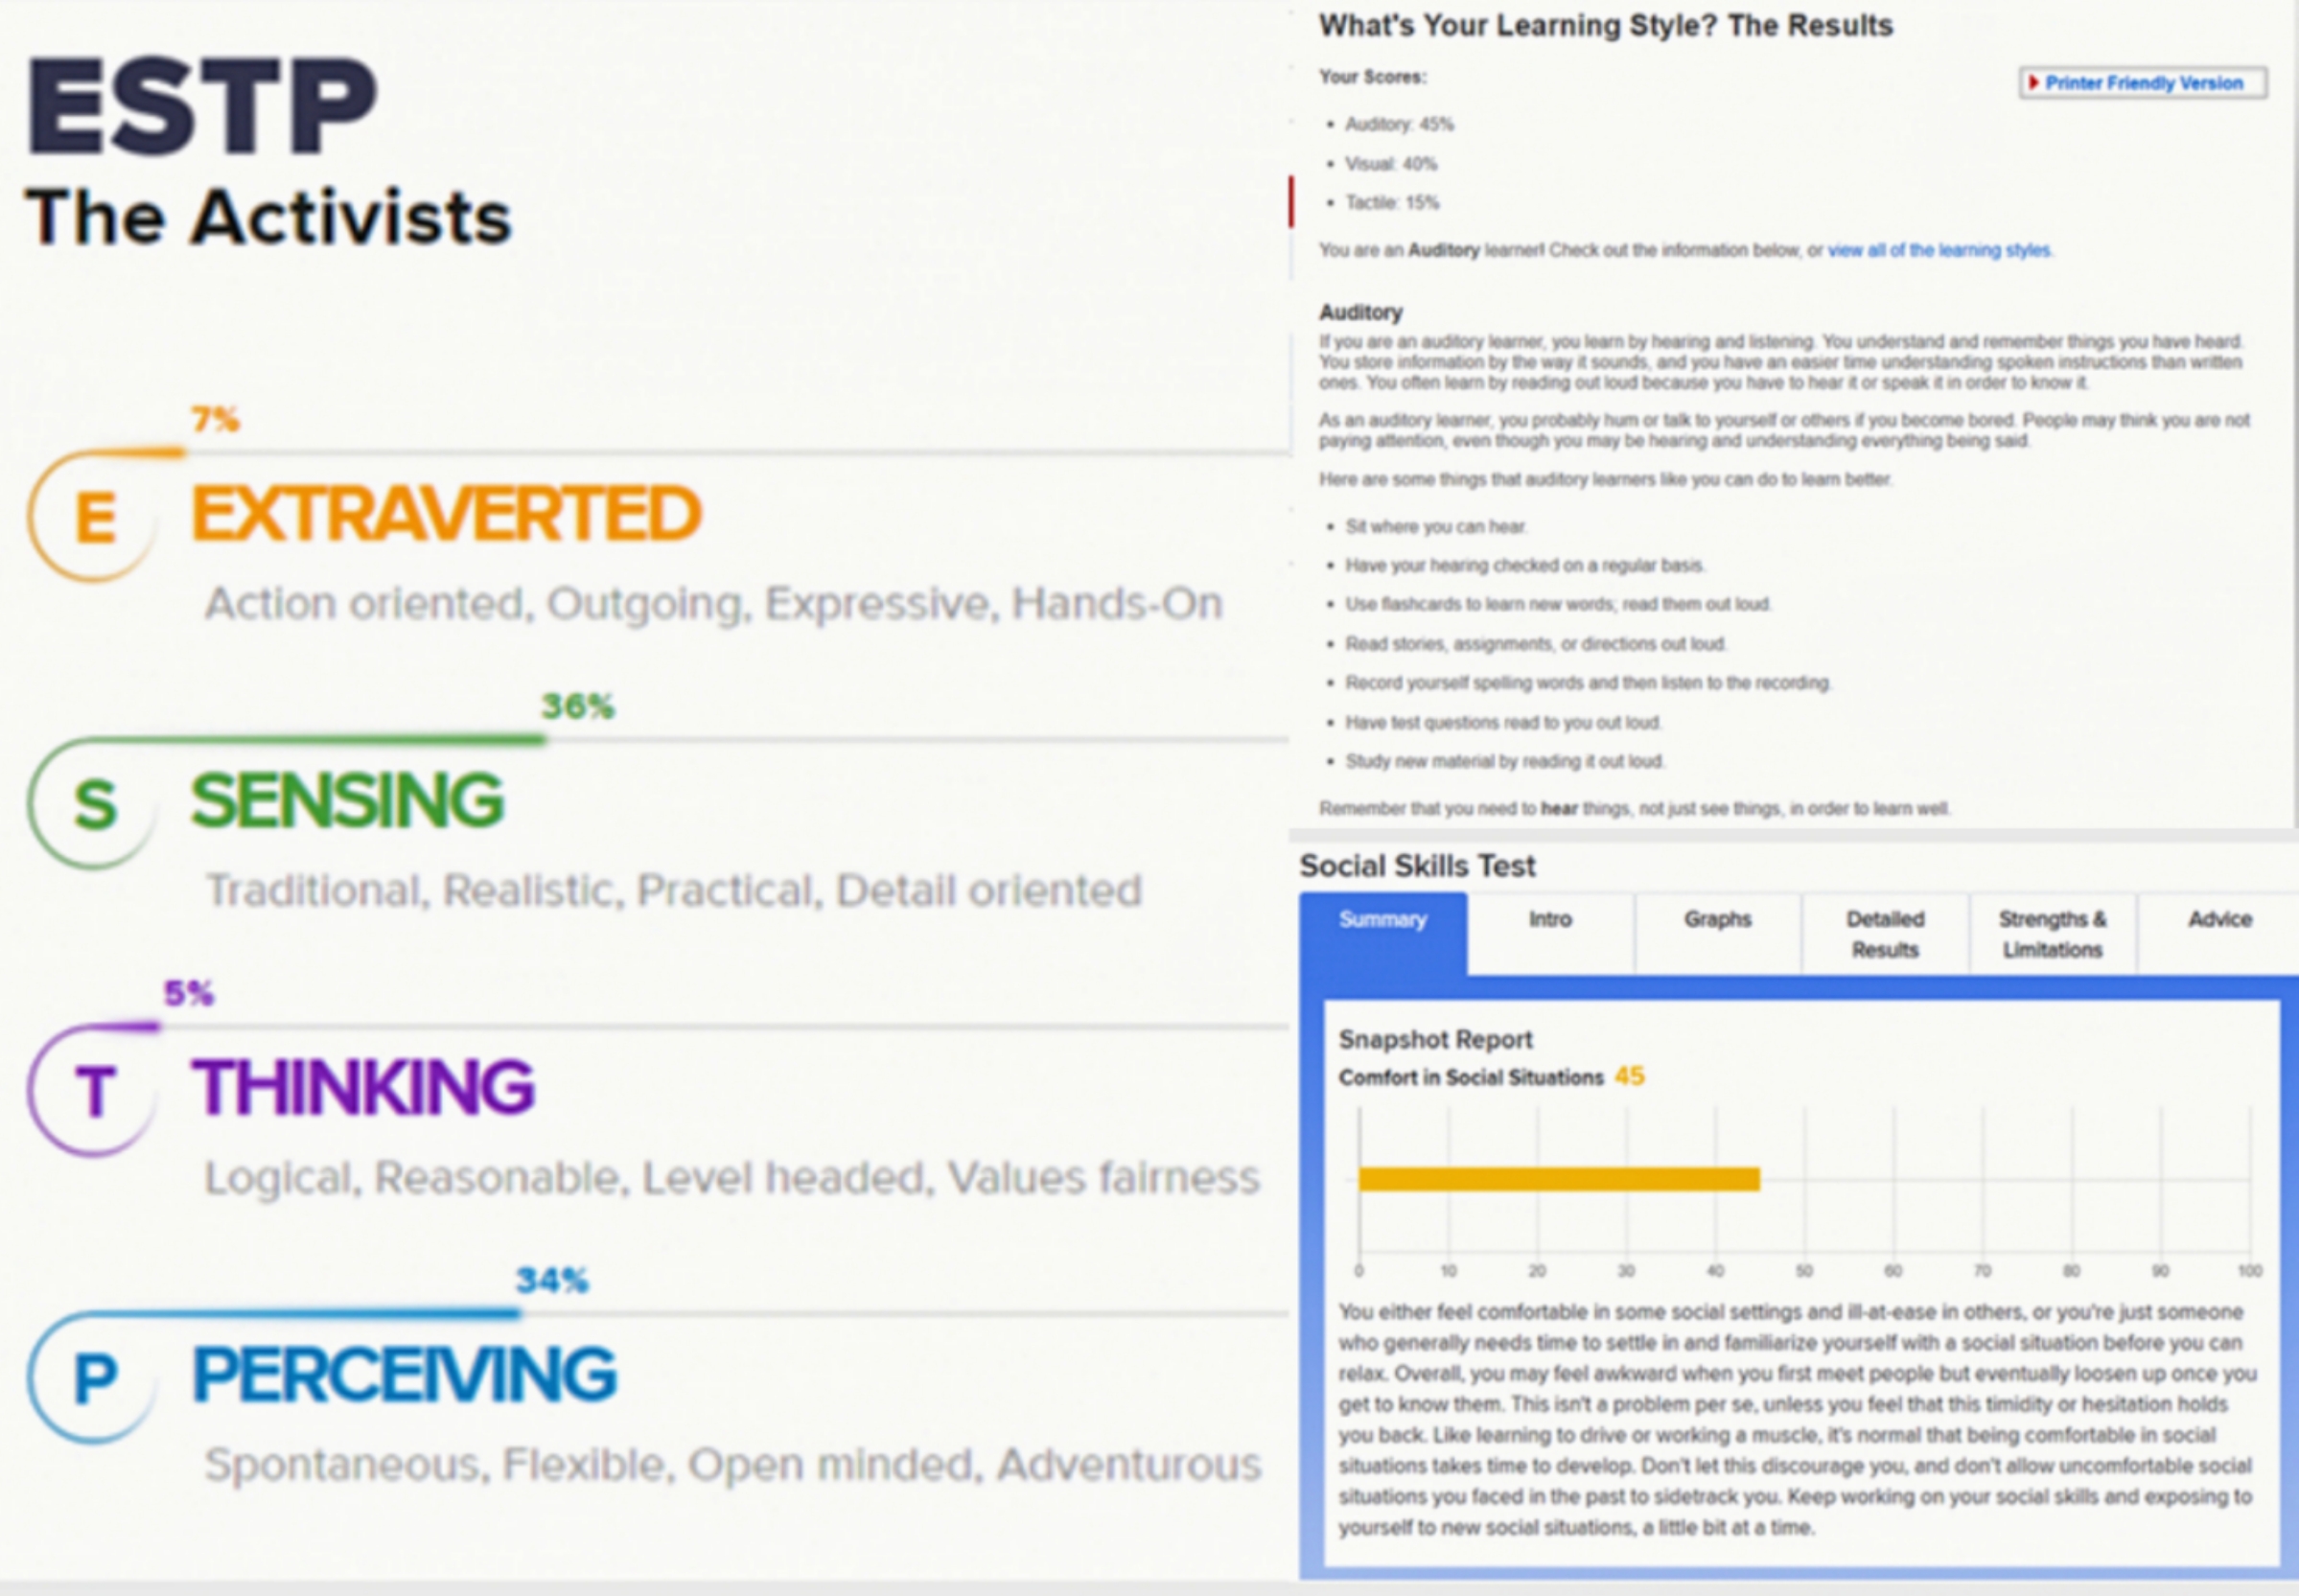 ESTP
The Activists
7%
E
EXTRAVERTED
Action oriented, Outgoing, Expressive, Hands-On
36%
S
SENSING
Traditional, Realistic, Practical, Detail oriented
5%
T
THINKING
Logical, Reasonable, Level headed, Values fairness
34%
P
PERCEIVING
Spontaneous, Flexible, Open minded, Adventurous
What's Your Learning Style? The Results
Your Scores:
Printer Friendly Version
• Auditory: 45%
• Visual: 40%
• Tactile: 15%
You are an Auditory learner! Check out the information below, or view all of the learning styles.
Auditory
If you are an auditory learner, you learn by hearing and listening. You understand and remember things you have heard.
You store information by the way it sounds, and you have an easier time understanding spoken instructions than written
ones. You often learn by reading out loud because you have to hear it or speak it in order to know it.
As an auditory learner, you probably hum or talk to yourself or others if you become bored. People may think you are not
paying attention, even though you may be hearing and understanding everything being said.
Here are some things that auditory learners like you can do to learn better.
• Sit where you can hear.
• Have your hearing checked on a regular basis.
• Use flashcards to learn new words; read them out loud.
• Read stories, assignments, or directions out loud.
• Record yourself spelling words and then listen to the recording.
• Have test questions read to you out loud.
• Study new material by reading it out loud.
Remember that you need to hear things, not just see things, in order to learn well.
Social Skills Test
Summary
Intro
Graphs
Detailed
Results
Strengths &
Limitations
Advice
Snapshot Report
Comfort in Social Situations 45
0 10 20 30 40 50 60 70 80 90 100
You either feel comfortable in some social settings and ill-at-ease in others, or you're just someone
who generally needs time to settle in and familiarize yourself with a social situation before you can
relax. Overall, you may feel awkward when you first meet people but eventually loosen up once you
get to know them. This isn't a problem per se, unless you feel that this timidity or hesitation holds
you back. Like learning to drive or working a muscle, it's normal that being comfortable in social
situations takes time to develop. Don't let this discourage you, and don't allow uncomfortable social
situations you faced in the past to sidetrack you. Keep working on your social skills and exposing to
yourself to new social situations, a little bit at a time.